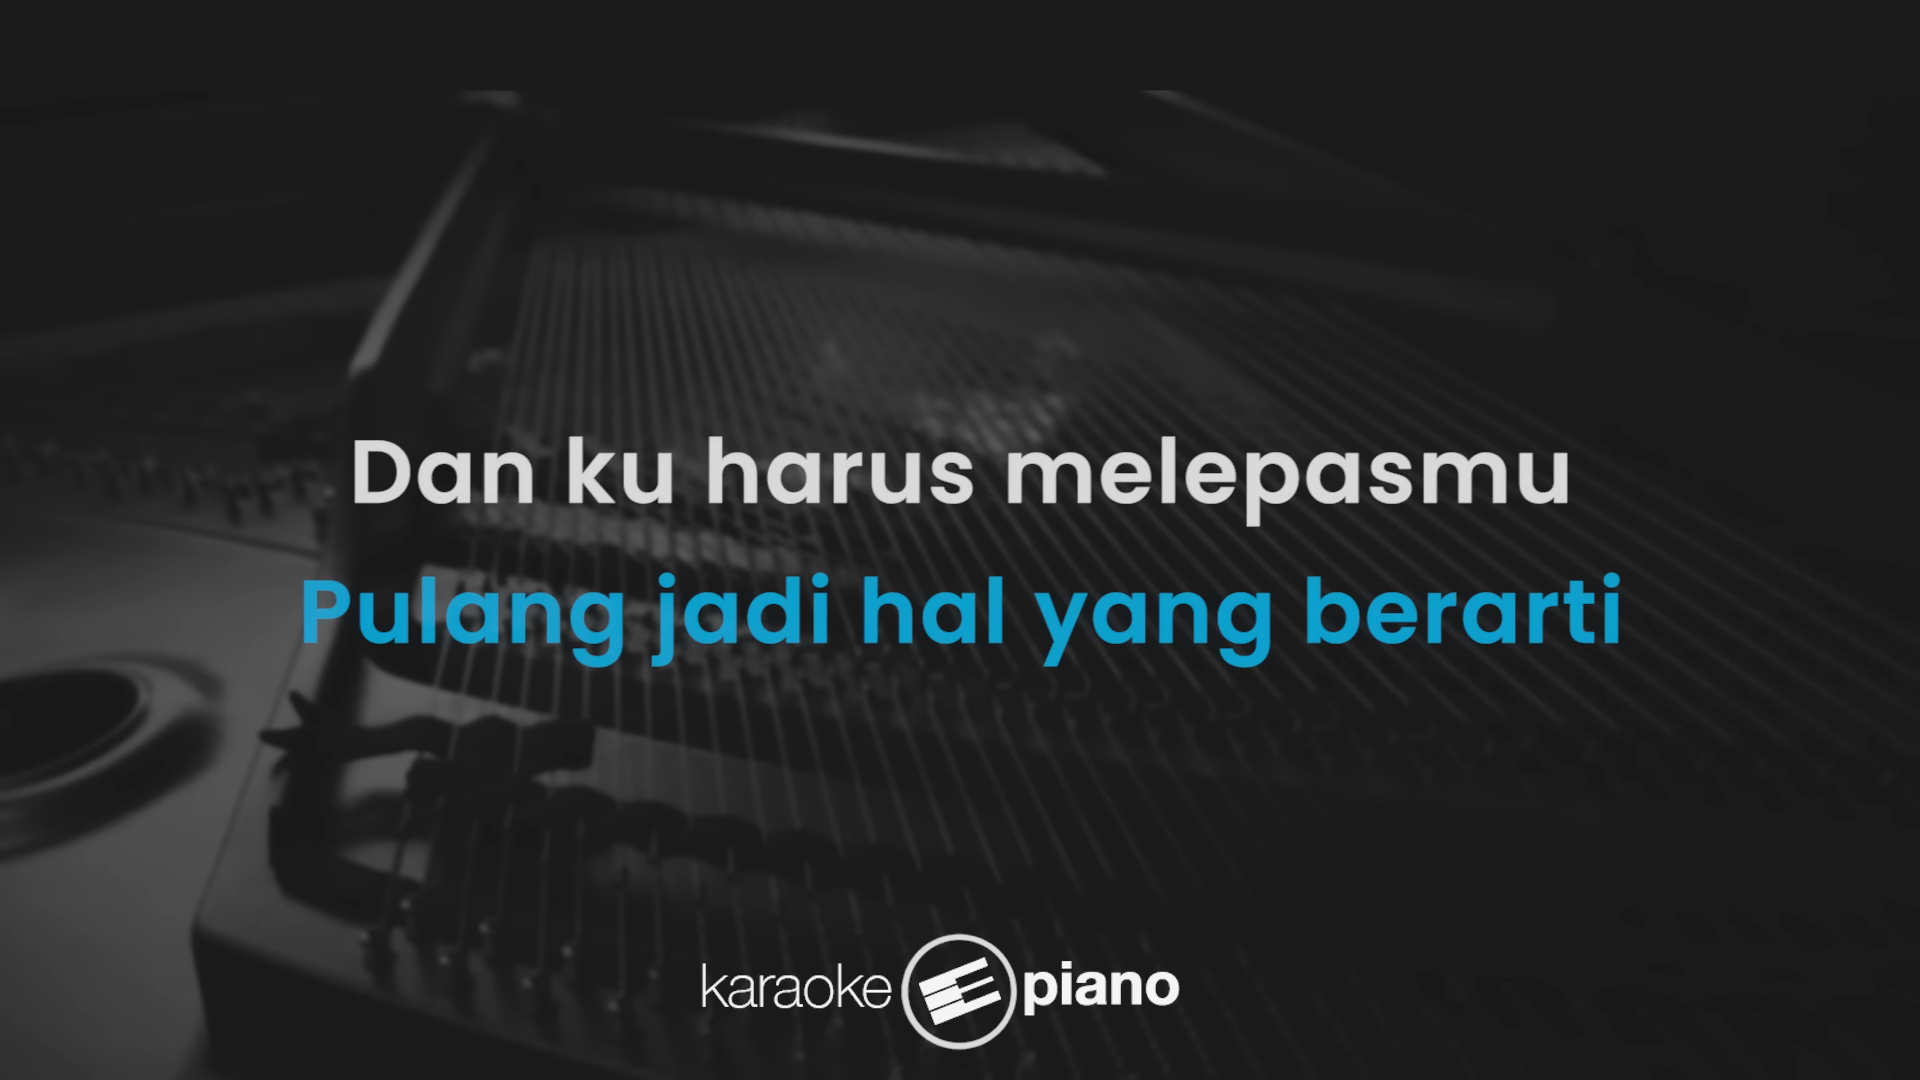 Dan ku harus melepasmu
Pulang jadi hal yang berarti
karaoke piano